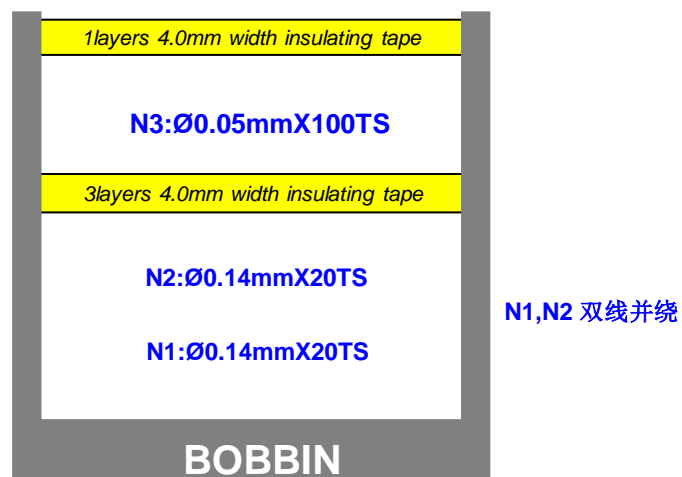 1layers 4.0mm width insulating tape
N3:Ø0.05mmX100TS
3layers 4.0mm width insulating tape
N2:Ø0.14mmX20TS
N1,N2 双线并绕
N1:Ø0.14mmX20TS
BOBBIN